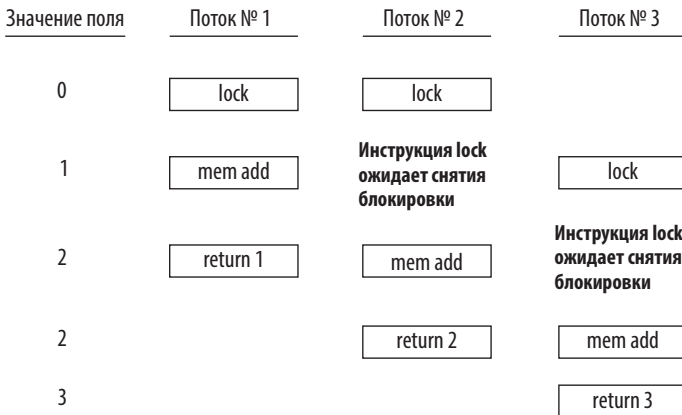 Значение поля Поток № 1 Поток № 2 Поток № 3
0 lock lock
1 mem add Инструкция lock
ожидает снятия
блокировки lock
2 return 1 mem add Инструкция lock
ожидает снятия
блокировки
2 return 2 mem add
3 return 3